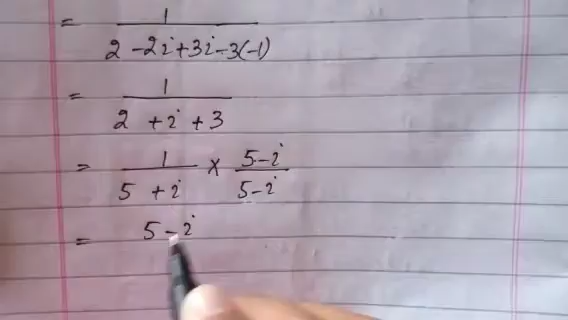 = 1 / 2 -2i+3i-3(-1)
= 1 / 2 +i +3
= 1 / 5 +i × 5-i / 5-i
= 5-i